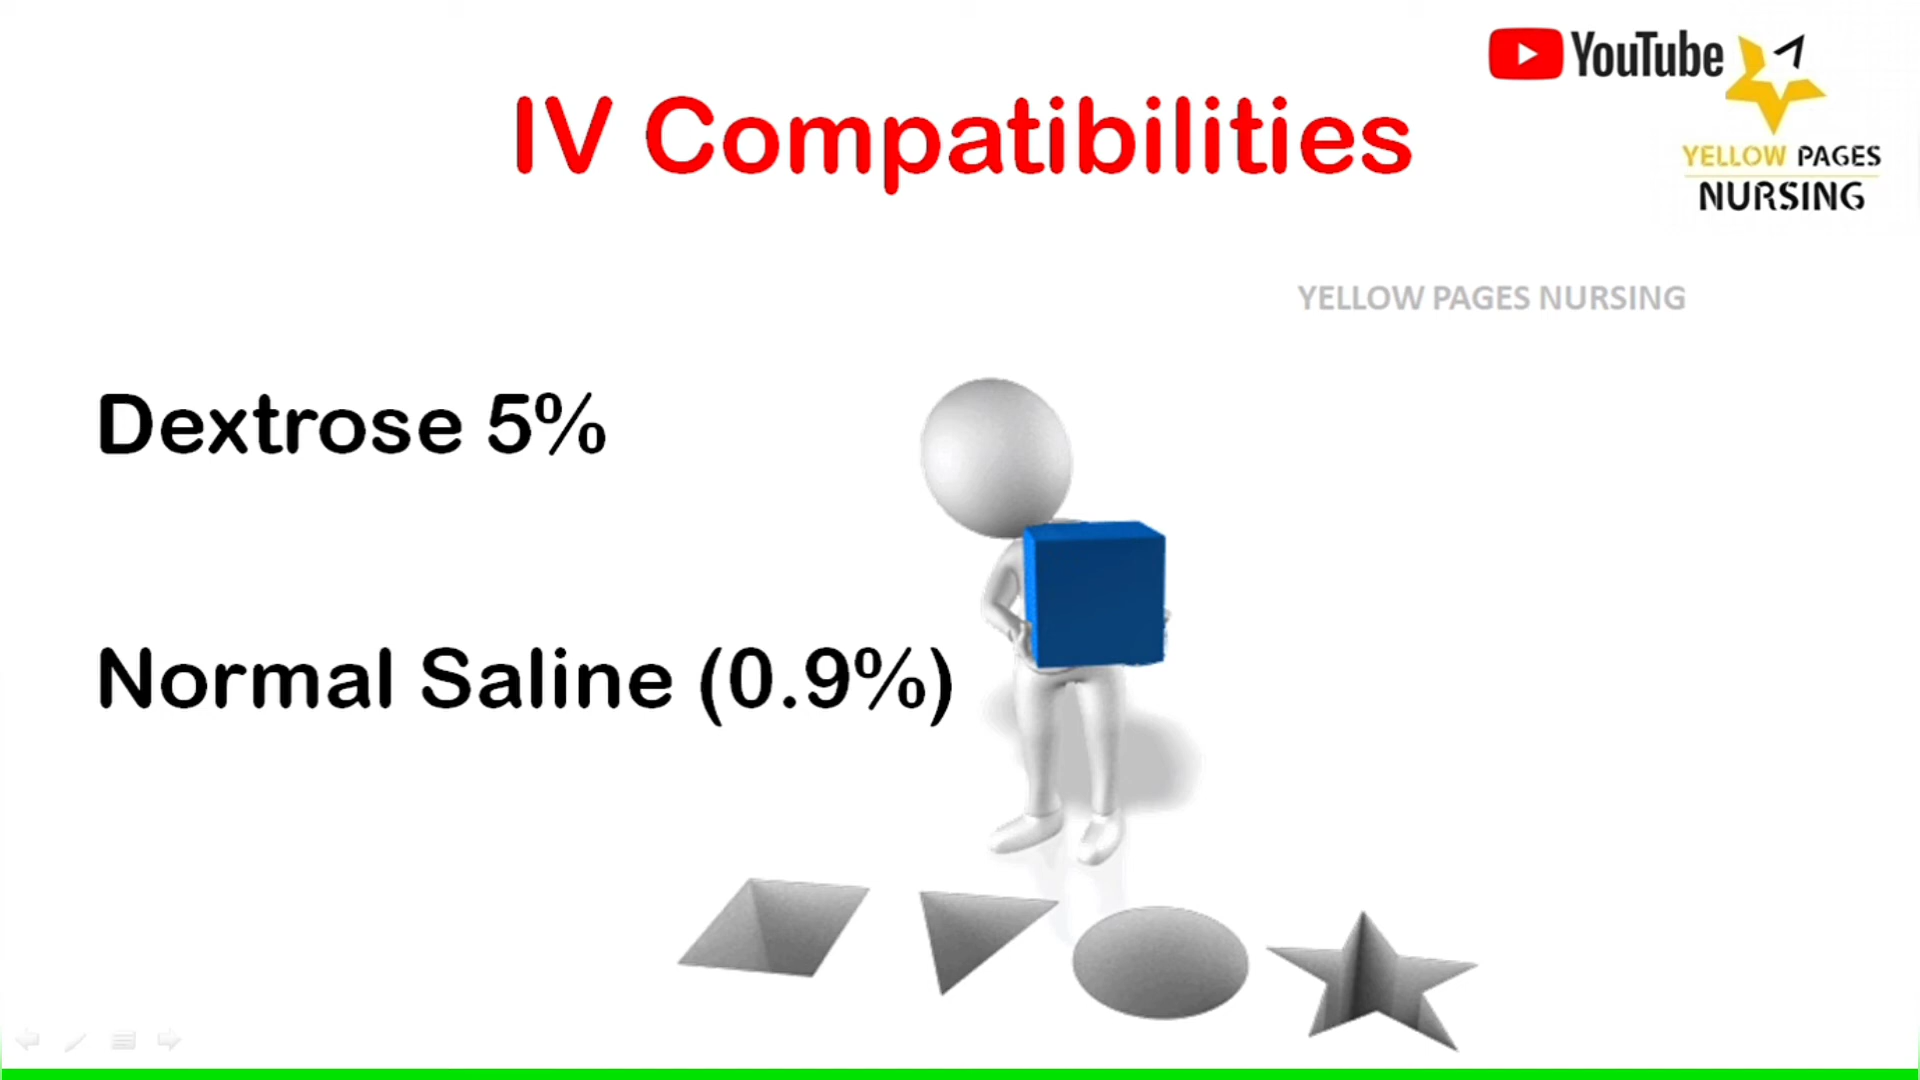 YouTube
IV Compatibilities
YELLOW PAGES
NURSING
YELLOW PAGES NURSING
Dextrose 5%
Normal Saline (0.9%)